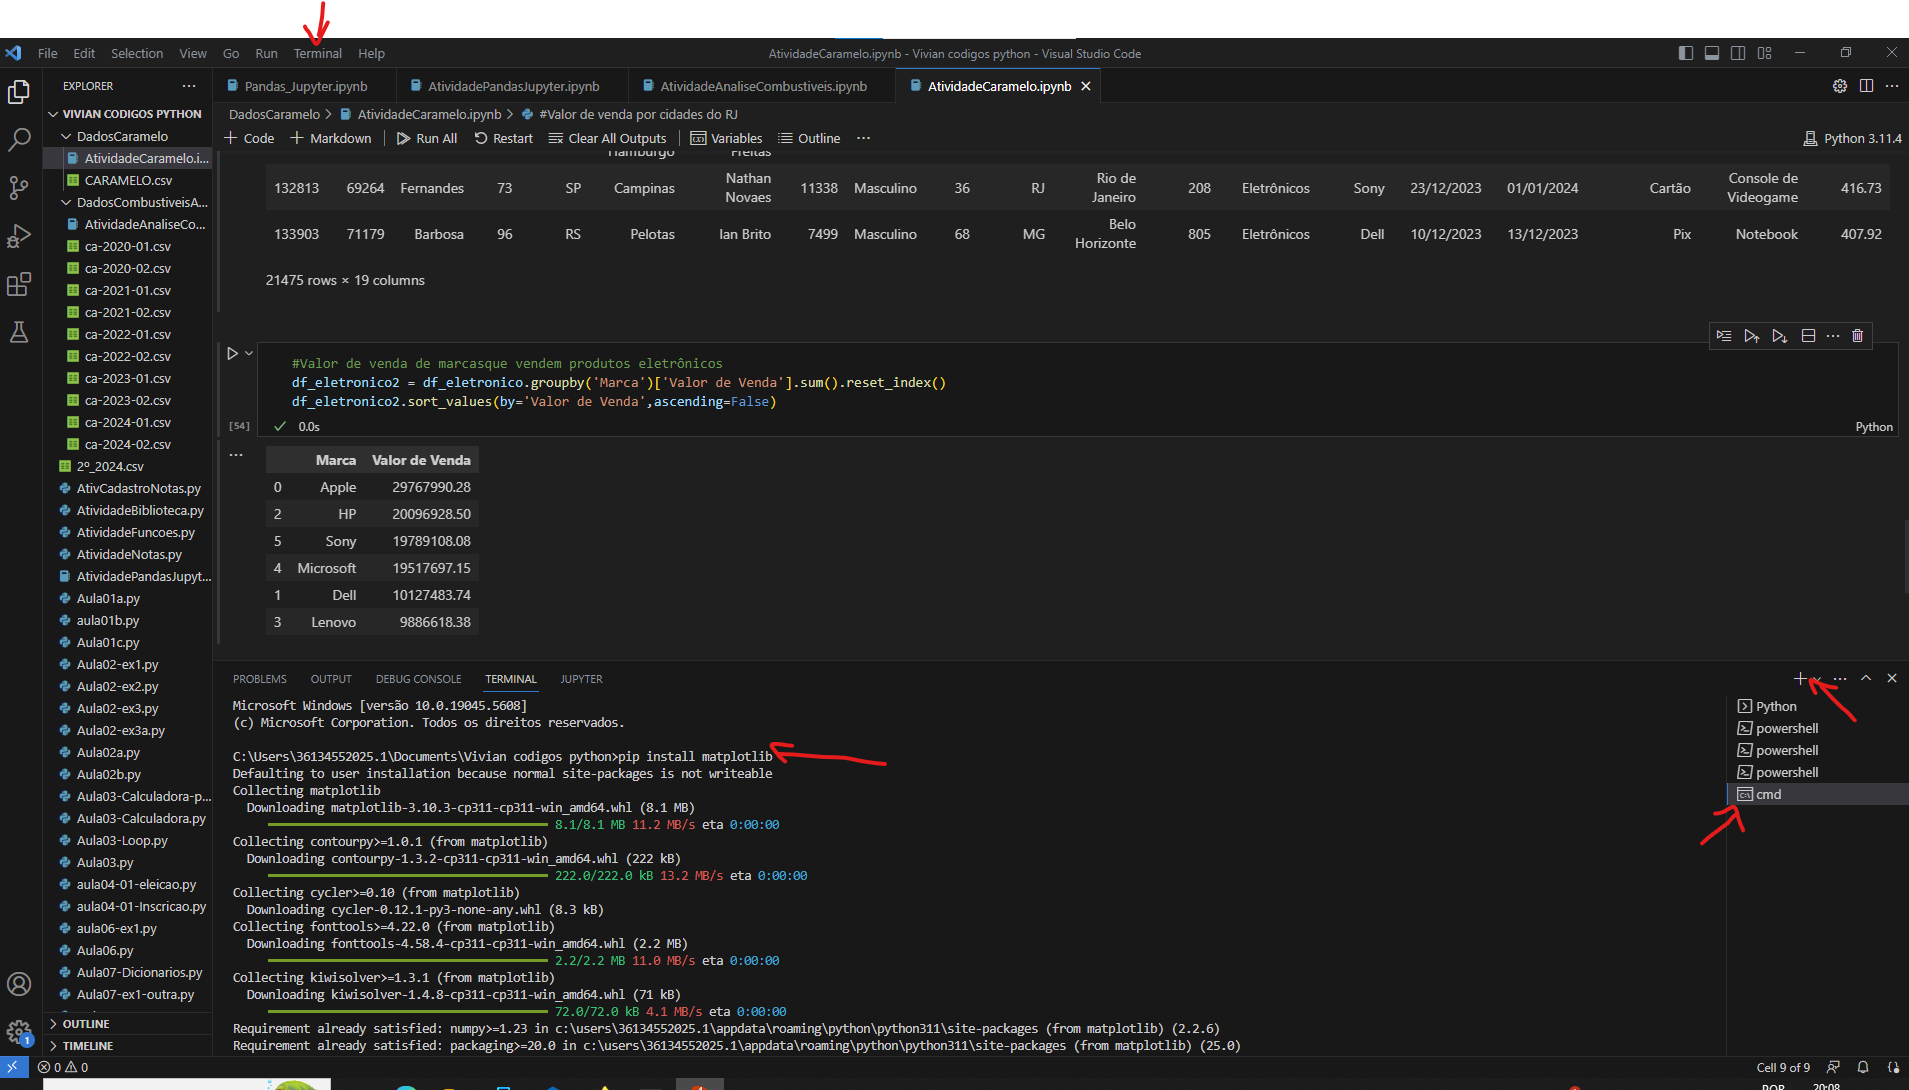 File Edit Selection View Go Run Terminal Help
AtividadeCaramelo.ipynb - Vivian codigos python - Visual Studio Code
EXPLORER ···
Pandas_Jupyter.ipynb
AtividadePandasJupyter.ipynb
AtividadeAnaliseCombustiveis.ipynb
AtividadeCaramelo.ipynb
VIVIAN CODIGOS PYTHON
DadosCaramelo
AtividadeCaramelo.i...
CARAMELO.csv
DadosCombustiveisA...
AtividadeAnaliseCo...
ca-2020-01.csv
ca-2020-02.csv
ca-2021-01.csv
ca-2021-02.csv
ca-2022-01.csv
ca-2022-02.csv
ca-2023-01.csv
ca-2023-02.csv
ca-2024-01.csv
ca-2024-02.csv
2º_2024.csv
AtivCadastroNotas.py
AtividadeBiblioteca.py
AtividadeFuncoes.py
AtividadeNotas.py
AtividadePandasJupyt...
Aula01a.py
aula01b.py
Aula01c.py
Aula02-ex1.py
Aula02-ex2.py
Aula02-ex3.py
Aula02-ex3a.py
Aula02a.py
Aula02b.py
Aula03-Calculadora-p...
Aula03-Calculadora.py
Aula03-Loop.py
Aula03.py
aula04-01-eleicao.py
aula04-01-Inscricao.py
aula06-ex1.py
Aula06.py
Aula07-Dicionarios.py
Aula07-ex1-outra.py
OUTLINE
TIMELINE
DadosCaramelo > AtividadeCaramelo.ipynb > #Valor de venda por cidades do RJ
+ Code + Markdown Run All Restart Clear All Outputs Variables Outline ···
Python 3.11.4
Hamburgo Freitas
132813 69264 Fernandes 73 SP Campinas Nathan Novaes 11338 Masculino 36 RJ Rio de Janeiro 208 Eletrônicos Sony 23/12/2023 01/01/2024 Cartão Console de Videogame 416.73
133903 71179 Barbosa 96 RS Pelotas Ian Brito 7499 Masculino 68 MG Belo Horizonte 805 Eletrônicos Dell 10/12/2023 13/12/2023 Pix Notebook 407.92
21475 rows × 19 columns
#Valor de venda de marcasque vendem produtos eletrônicos
df_eletronico2 = df_eletronico.groupby('Marca')['Valor de Venda'].sum().reset_index()
df_eletronico2.sort_values(by='Valor de Venda',ascending=False)
[54] 0.0s
Python
Marca Valor de Venda
0 Apple 29767990.28
2 HP 20096928.50
5 Sony 19789108.08
4 Microsoft 19517697.15
1 Dell 10127483.74
3 Lenovo 9886618.38
PROBLEMS OUTPUT DEBUG CONSOLE TERMINAL JUPYTER
Microsoft Windows [versão 10.0.19045.5608]
(c) Microsoft Corporation. Todos os direitos reservados.
C:\Users\36134552025.1\Documents\Vivian codigos python>pip install matplotlib
Defaulting to user installation because normal site-packages is not writeable
Collecting matplotlib
Downloading matplotlib-3.10.3-cp311-cp311-win_amd64.whl (8.1 MB)
8.1/8.1 MB 11.2 MB/s eta 0:00:00
Collecting contourpy>=1.0.1 (from matplotlib)
Downloading contourpy-1.3.2-cp311-cp311-win_amd64.whl (222 kB)
222.0/222.0 kB 13.2 MB/s eta 0:00:00
Collecting cycler>=0.10 (from matplotlib)
Downloading cycler-0.12.1-py3-none-any.whl (8.3 kB)
Collecting fonttools>=4.22.0 (from matplotlib)
Downloading fonttools-4.58.4-cp311-cp311-win_amd64.whl (2.2 MB)
2.2/2.2 MB 11.0 MB/s eta 0:00:00
Collecting kiwisolver>=1.3.1 (from matplotlib)
Downloading kiwisolver-1.4.8-cp311-cp311-win_amd64.whl (71 kB)
72.0/72.0 kB 4.1 MB/s eta 0:00:00
Requirement already satisfied: numpy>=1.23 in c:\users\36134552025.1\appdata\roaming\python\python311\site-packages (from matplotlib) (2.2.6)
Requirement already satisfied: packaging>=20.0 in c:\users\36134552025.1\appdata\roaming\python\python311\site-packages (from matplotlib) (25.0)
Python
powershell
powershell
powershell
cmd
1
0 0
Cell 9 of 9
POR 20:08